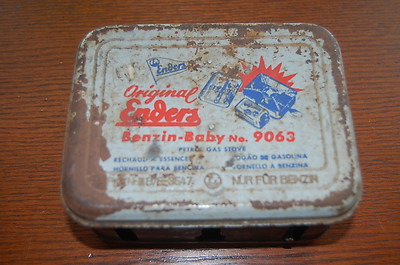 Enders
Original
Enders
Benzin-Baby No. 9063
PETROL GAS STOVE
RECHAUD A ESSENCE FOGÃO DE GASOLINA
HORNILLO PARA BENCINA FORNELLO A BENZINA
NUR FÜR BENZIN